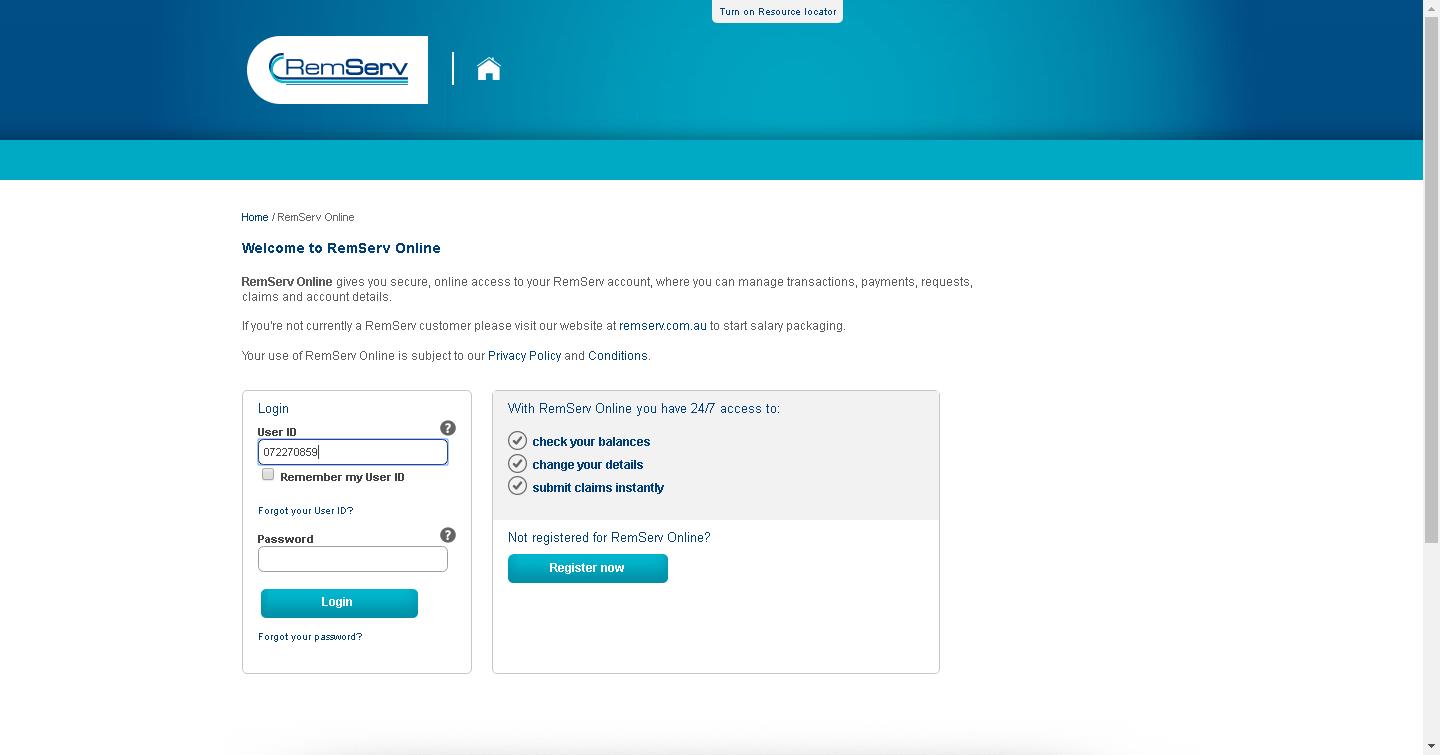 Turn on Resource locator
RemServ
Home / RemServ Online
Welcome to RemServ Online
RemServ Online gives you secure, online access to your RemServ account, where you can manage transactions, payments, requests,
claims and account details.
If you're not currently a RemServ customer please visit our website at remserv.com.au to start salary packaging.
Your use of RemServ Online is subject to our Privacy Policy and Conditions.
Login
User ID
?
072270859
Remember my User ID
Forgot your User ID?
Password
?
Login
Forgot your password?
With RemServ Online you have 24/7 access to:
check your balances
change your details
submit claims instantly
Not registered for RemServ Online?
Register now